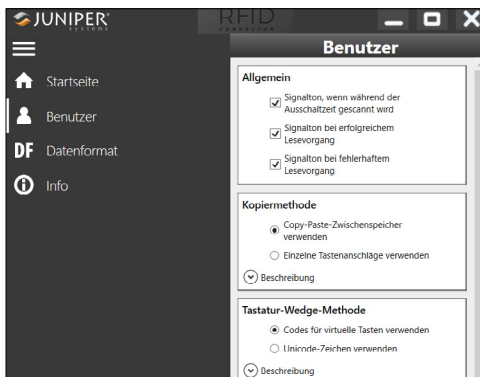 JUNIPER®
systems
RFID
CONNECTOR
Benutzer
Startseite
Benutzer
DF Datenformat
Info
Allgemein
Signalton, wenn während der
Ausschaltzeit gescannt wird
Signalton bei erfolgreichem
Lesevorgang
Signalton bei fehlerhaftem
Lesevorgang
Kopiermethode
Copy-Paste-Zwischenspeicher
verwenden
Einzelne Tastenanschläge verwenden
Beschreibung
Tastatur-Wedge-Methode
Codes für virtuelle Tasten verwenden
Unicode-Zeichen verwenden
Beschreibung